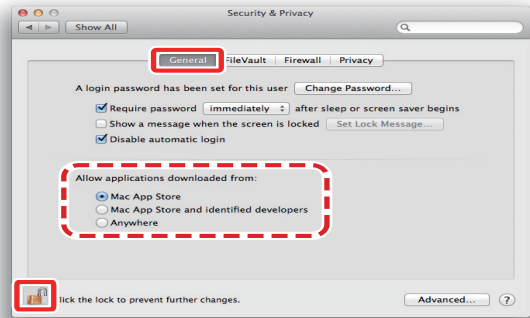 Security & Privacy
Show All
General FileVault Firewall Privacy
A login password has been set for this user Change Password...
Require password immediately after sleep or screen saver begins
Show a message when the screen is locked Set Lock Message...
Disable automatic login
Allow applications downloaded from:
Mac App Store
Mac App Store and identified developers
Anywhere
lick the lock to prevent further changes. Advanced... ?